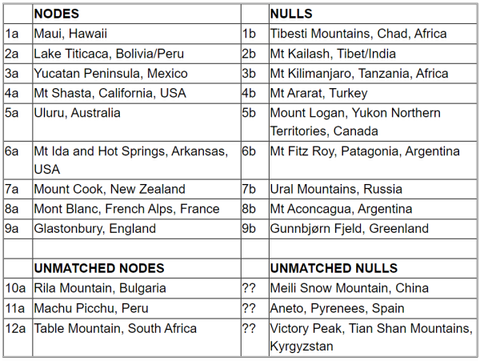 NODES NULLS
1a Maui, Hawaii 1b Tibesti Mountains, Chad, Africa
2a Lake Titicaca, Bolivia/Peru 2b Mt Kailash, Tibet/India
3a Yucatan Peninsula, Mexico 3b Mt Kilimanjaro, Tanzania, Africa
4a Mt Shasta, California, USA 4b Mt Ararat, Turkey
5a Uluru, Australia 5b Mount Logan, Yukon Northern
Territories, Canada
6a Mt Ida and Hot Springs, Arkansas, 6b Mt Fitz Roy, Patagonia, Argentina
USA
7a Mount Cook, New Zealand 7b Ural Mountains, Russia
8a Mont Blanc, French Alps, France 8b Mt Aconcagua, Argentina
9a Glastonbury, England 9b Gunnbjørn Fjeld, Greenland
UNMATCHED NODES UNMATCHED NULLS
10a Rila Mountain, Bulgaria ?? Meili Snow Mountain, China
11a Machu Picchu, Peru ?? Aneto, Pyrenees, Spain
12a Table Mountain, South Africa ?? Victory Peak, Tian Shan Mountains,
Kyrgyzstan